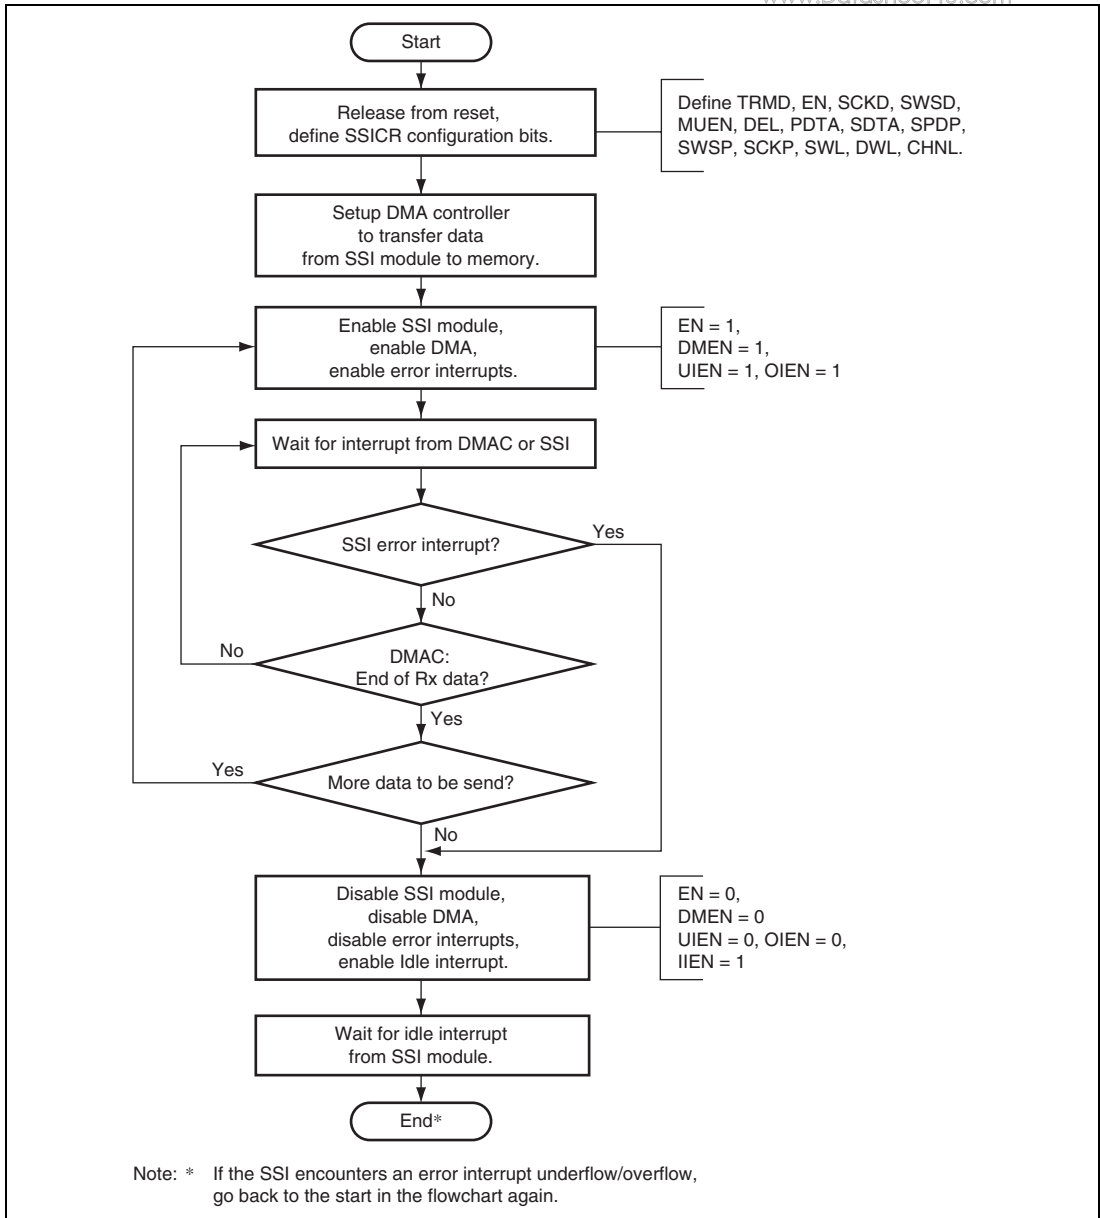 www.DataSheet4U.com
Start
Release from reset,
define SSICR configuration bits.
Define TRMD, EN, SCKD, SWSD,
MUEN, DEL, PDTA, SDTA, SPDP,
SWSP, SCKP, SWL, DWL, CHNL.
Setup DMA controller
to transfer data
from SSI module to memory.
Enable SSI module,
enable DMA,
enable error interrupts.
EN = 1,
DMEN = 1,
UIEN = 1, OIEN = 1
Wait for interrupt from DMAC or SSI
SSI error interrupt?
Yes
No
DMAC:
End of Rx data?
No
Yes
More data to be send?
Yes
No
Disable SSI module,
disable DMA,
disable error interrupts,
enable Idle interrupt.
EN = 0,
DMEN = 0
UIEN = 0, OIEN = 0,
IIEN = 1
Wait for idle interrupt
from SSI module.
End*
Note: * If the SSI encounters an error interrupt underflow/overflow,
go back to the start in the flowchart again.